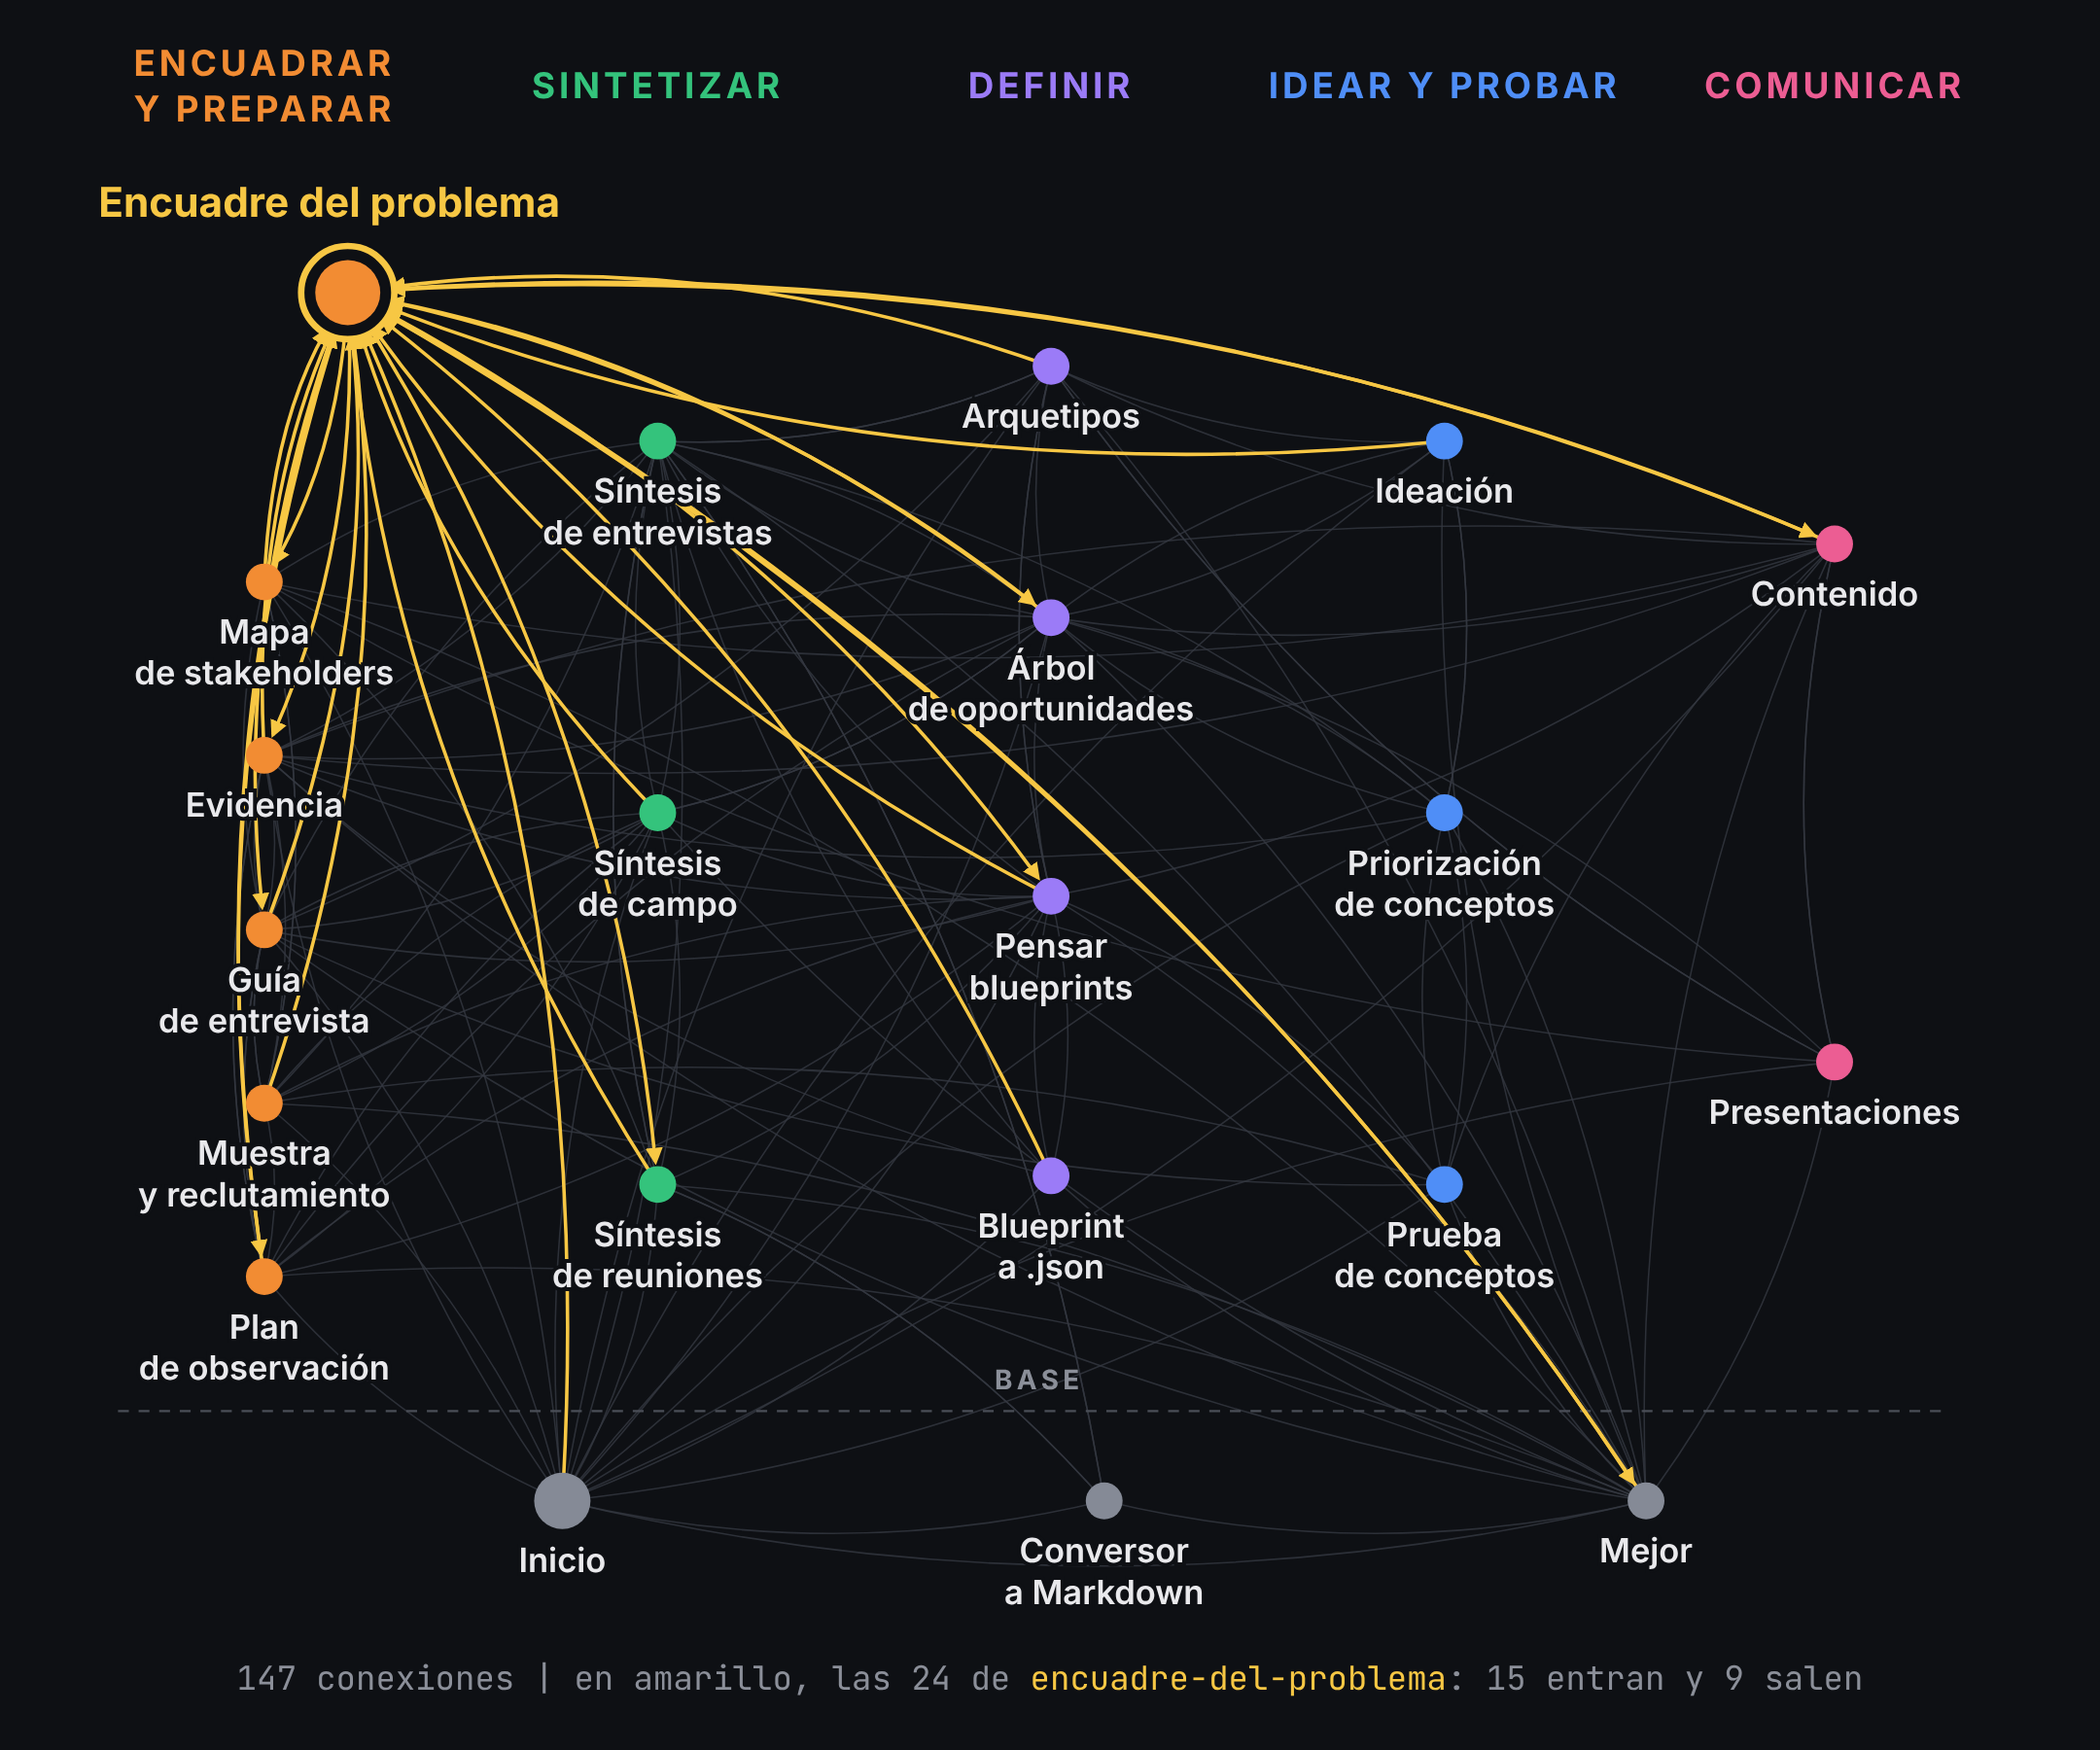 ENCUADRAR
Y PREPARAR
SINTETIZAR
DEFINIR
IDEAR Y PROBAR
COMUNICAR
Encuadre del problema
Arquetipos
Síntesis
de entrevistas
Ideación
Contenido
Mapa
de stakeholders
Árbol
de oportunidades
Evidencia
Síntesis
de campo
Priorización
de conceptos
Pensar
blueprints
Guía
de entrevista
Presentaciones
Muestra
y reclutamiento
Síntesis
de reuniones
Blueprint
a .json
Prueba
de conceptos
Plan
de observación
BASE
Inicio
Conversor
a Markdown
Mejor
147 conexiones | en amarillo, las 24 de encuadre-del-problema: 15 entran y 9 salen